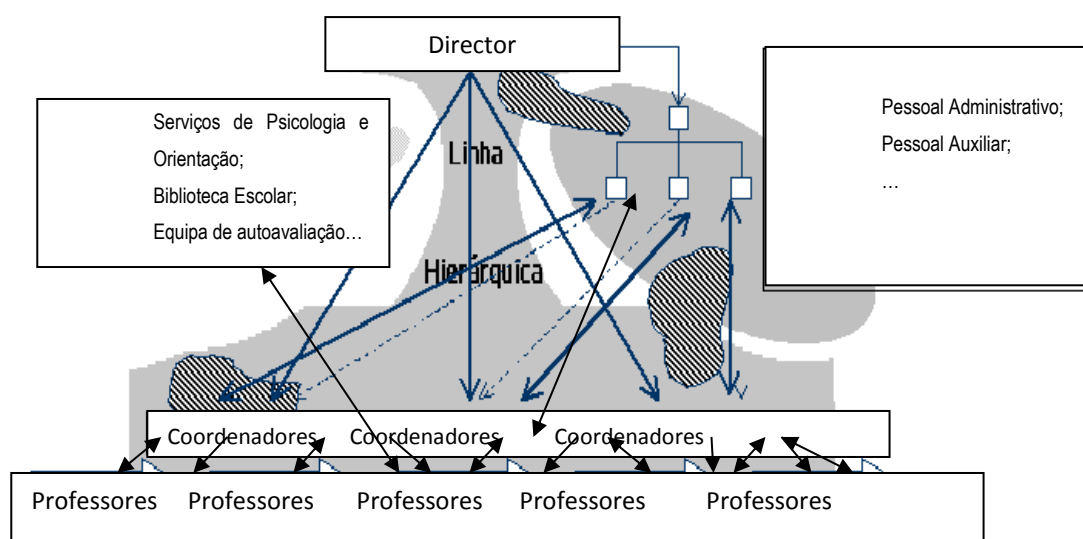 Director
Serviços de Psicologia e
Orientação;
Biblioteca Escolar;
Equipa de autoavaliação…
Pessoal Administrativo;
Pessoal Auxiliar;
…
Linha
Hierárquica
Coordenadores Coordenadores Coordenadores
Professores Professores Professores Professores Professores